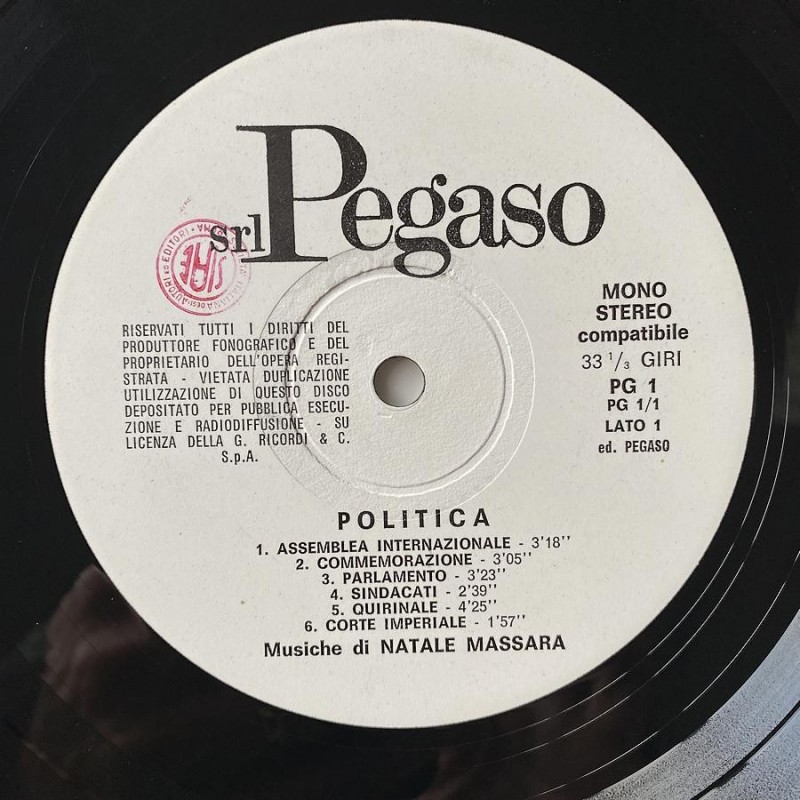 srl Pegaso
SIAE
MONO
STEREO
compatibile
33 1/3 GIRI
PG 1
PG 1/1
LATO 1
ed. PEGASO
RISERVATI TUTTI I DIRITTI DEL
PRODUTTORE FONOGRAFICO E DEL
PROPRIETARIO DELL'OPERA REGI-
STRATA - VIETATA DUPLICAZIONE
UTILIZZAZIONE DI QUESTO DISCO
DEPOSITATO PER PUBBLICA ESECU-
ZIONE E RADIODIFFUSIONE - SU
LICENZA DELLA G. RICORDI & C.
S.p.A.
POLITICA
1. ASSEMBLEA INTERNAZIONALE - 3'18''
2. COMMEMORAZIONE - 3'05''
3. PARLAMENTO - 3'23''
4. SINDACATI - 2'39''
5. QUIRINALE - 4'25''
6. CORTE IMPERIALE - 1'57''
Musiche di NATALE MASSARA